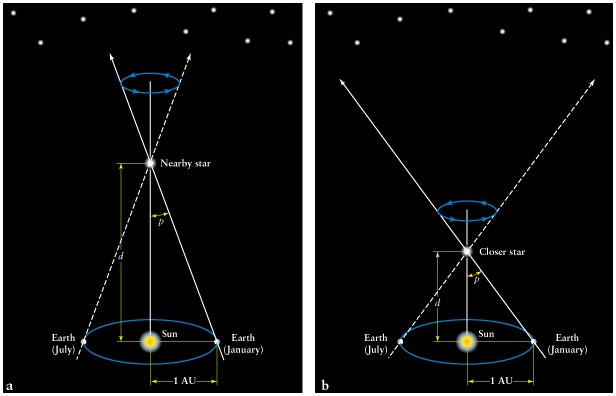 Nearby star
p
d
Sun
Earth
(July)
Earth
(January)
1 AU
a
Closer star
p
d
Sun
Earth
(July)
Earth
(January)
1 AU
b